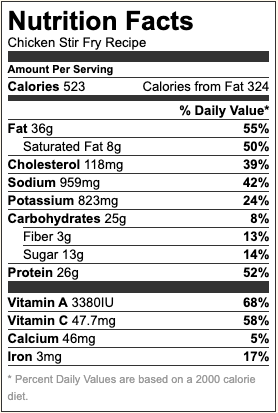 Nutrition Facts
Chicken Stir Fry Recipe
Amount Per Serving
Calories 523 Calories from Fat 324
% Daily Value*
Fat 36g 55%
Saturated Fat 8g 50%
Cholesterol 118mg 39%
Sodium 959mg 42%
Potassium 823mg 24%
Carbohydrates 25g 8%
Fiber 3g 13%
Sugar 13g 14%
Protein 26g 52%
Vitamin A 3380IU 68%
Vitamin C 47.7mg 58%
Calcium 46mg 5%
Iron 3mg 17%
* Percent Daily Values are based on a 2000 calorie
diet.